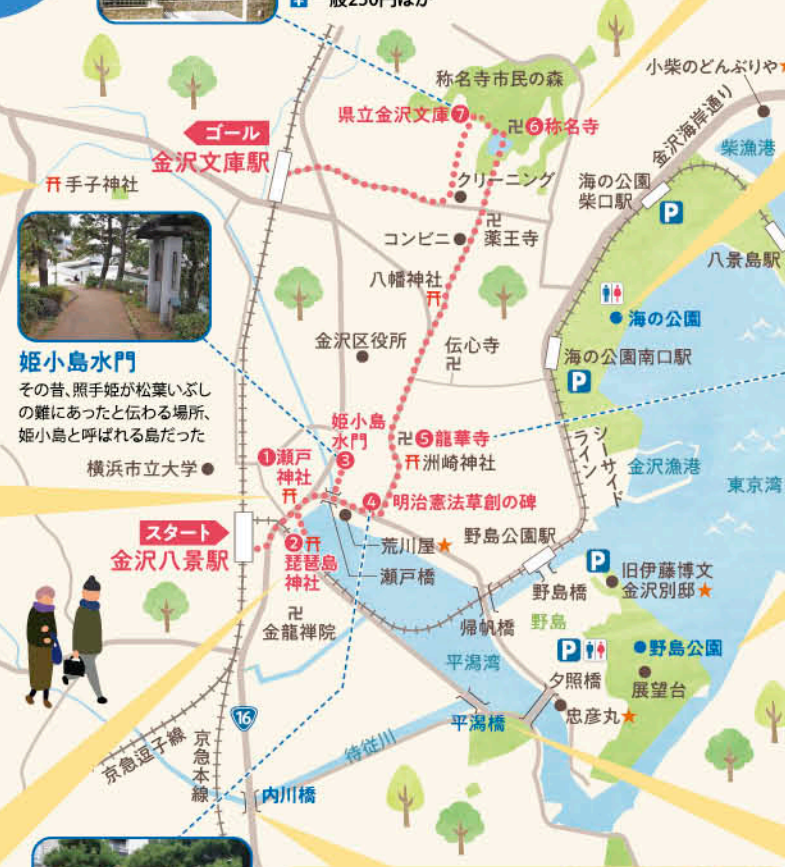 般250円ほか
称名寺市民の森
小柴のどんぶりや★
県立金沢文庫❼
卍❻称名寺
金沢海岸通り
柴漁港
ゴール
金沢文庫駅
手子神社
クリーニング
海の公園
柴口駅
P
コンビニ
卍
薬王寺
八景島駅
八幡神社
海の公園
金沢区役所
伝心寺
卍
海の公園南口駅
P
姫小島水門
その昔、照手姫が松葉いぶし
の難にあったと伝わる場所、
姫小島と呼ばれる島だった
姫小島
水門
❸
卍❺龍華寺
洲崎神社
シーサイド
ライン
金沢漁港
東京湾
横浜市立大学
❶瀬戸
神社
❹明治憲法草創の碑
スタート
金沢八景駅
❷
琵琶島
神社
荒川屋★
瀬戸橋
野島公園駅
P
旧伊藤博文
金沢別邸★
野島橋
卍
金龍禅院
帰帆橋
野島
P
野島公園
平潟湾
夕照橋
展望台
忠彦丸★
16
平潟橋
侍従川
京急逗子線
京急本線
内川橋